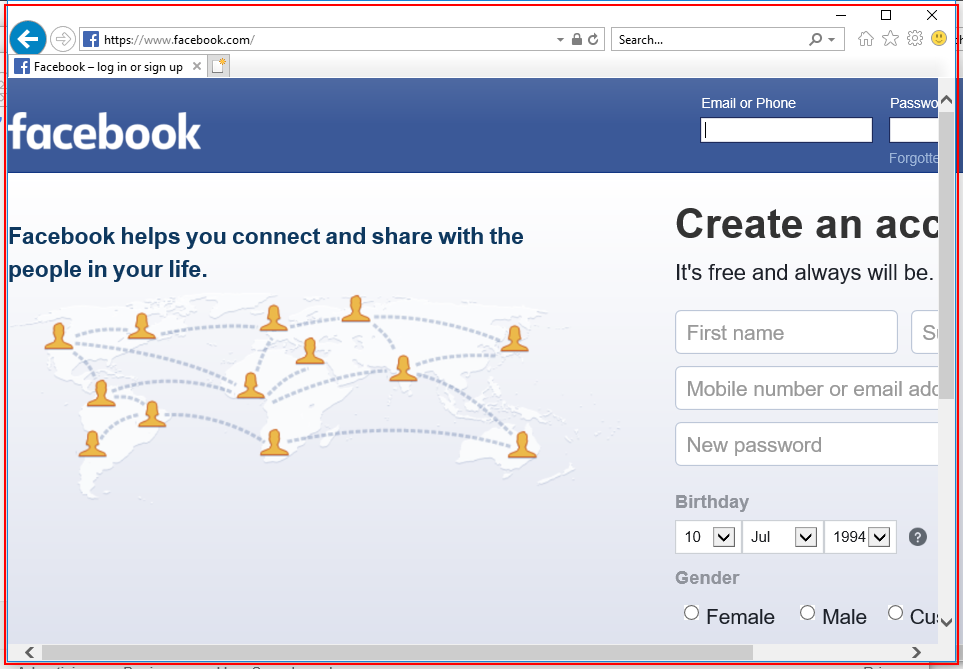 https://www.facebook.com/
Search...
Facebook – log in or sign up
facebook
Email or Phone
Passwo
Forgotte
Facebook helps you connect and share with the
people in your life.
Create an acc
It's free and always will be.
First name
Su
Mobile number or email add
New password
Birthday
10 Jul 1994 ?
Gender
Female Male Cus